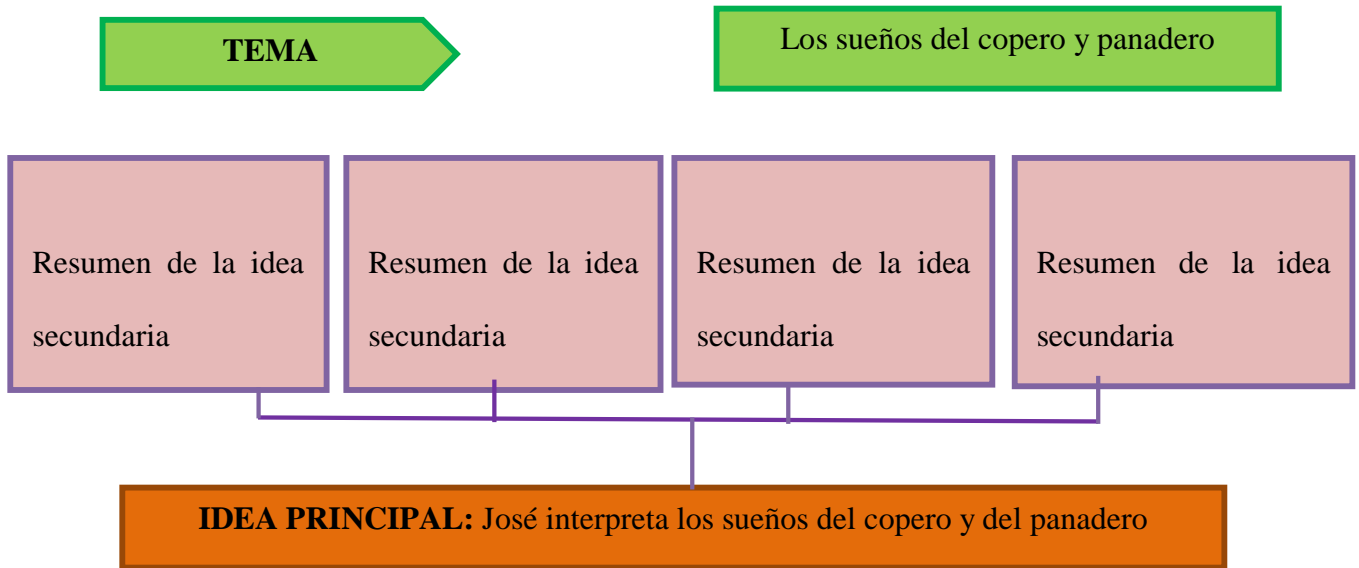 TEMA
Los sueños del copero y panadero
Resumen de la idea
secundaria
Resumen de la idea
secundaria
Resumen de la idea
secundaria
Resumen de la idea
secundaria
IDEA PRINCIPAL: José interpreta los sueños del copero y del panadero